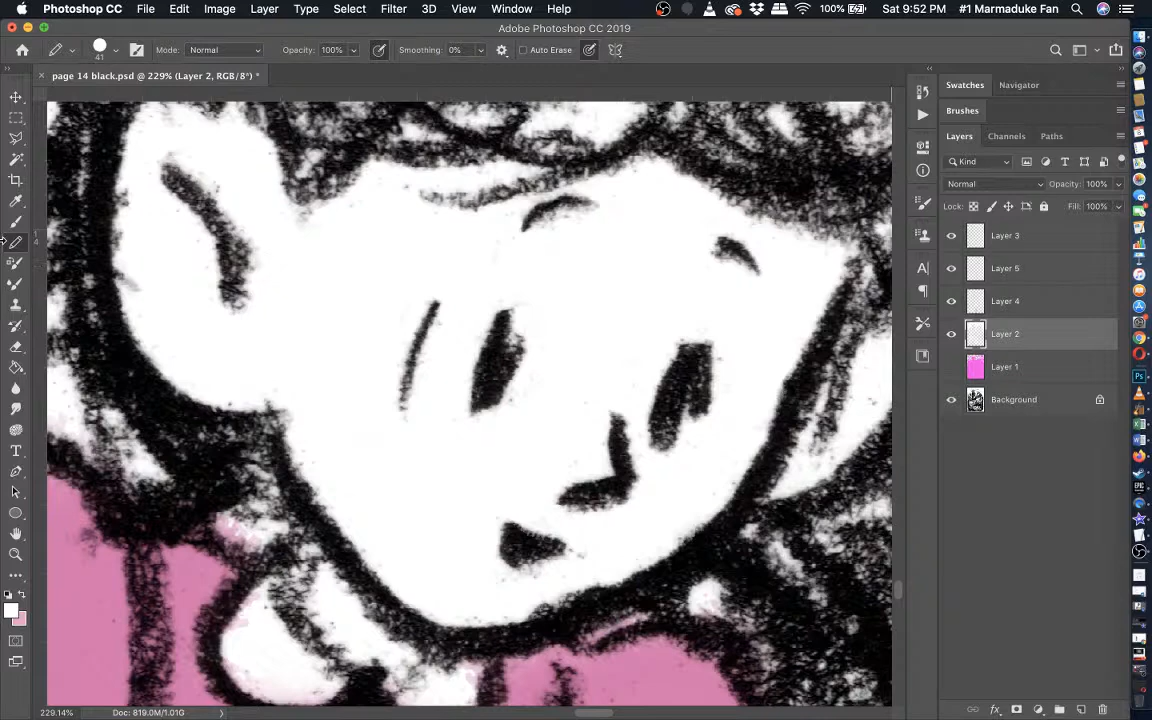 Photoshop CC File Edit Image Layer Type Select Filter 3D View Window Help 100% Sat 9:52 PM #1 Marmaduke Fan
Adobe Photoshop CC 2019
41 Mode: Normal Opacity: 100% Smoothing: 0% Auto Erase
× page 14 black.psd @ 229% (Layer 2, RGB/8*) *
Swatches Navigator
Brushes
Layers Channels Paths
Kind
Normal Opacity: 100%
Lock: Fill: 100%
Layer 3
Layer 5
Layer 4
Layer 2
Layer 1
Background
229.14% Doc: 819.0M/1.01G